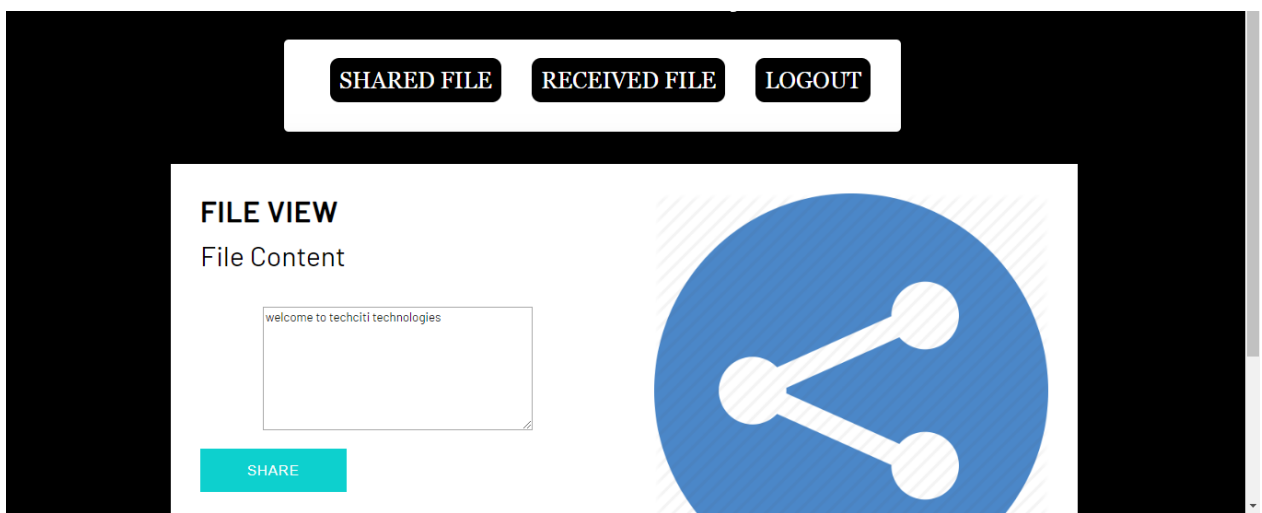 SHARED FILE RECEIVED FILE LOGOUT
FILE VIEW
File Content
welcome to techciti technologies
SHARE